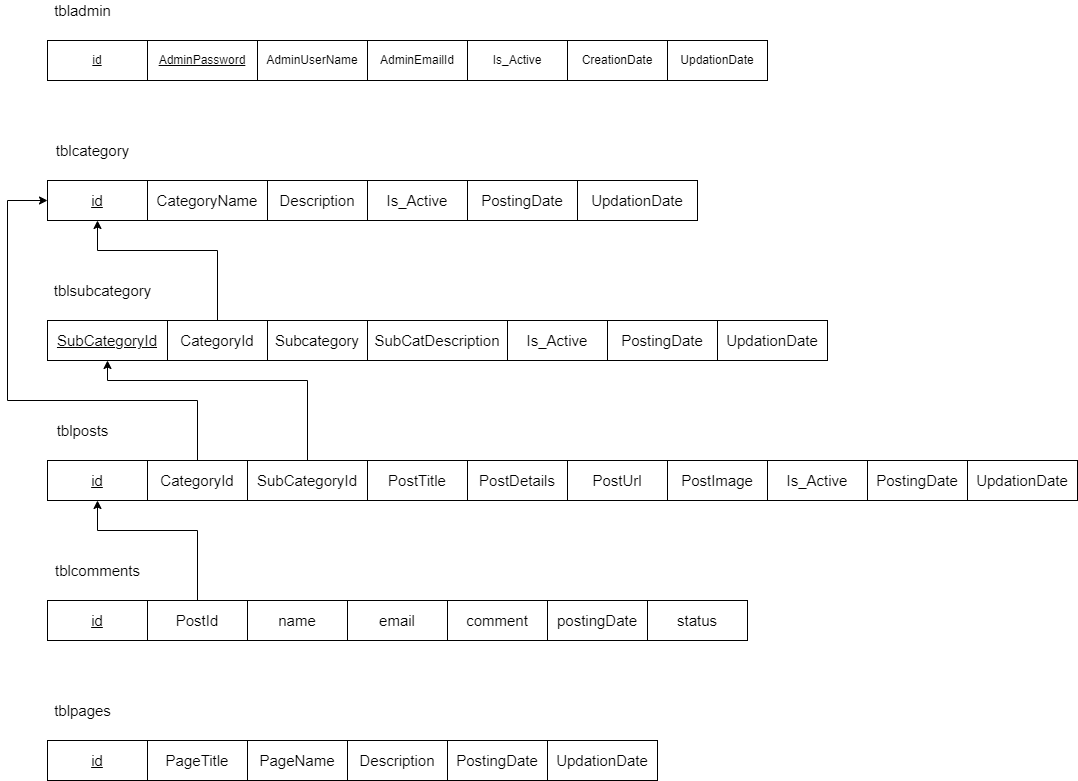 tbladmin
id AdminPassword AdminUserName AdminEmailId Is_Active CreationDate UpdationDate
tblcategory
id CategoryName Description Is_Active PostingDate UpdationDate
tblsubcategory
SubCategoryId CategoryId Subcategory SubCatDescription Is_Active PostingDate UpdationDate
tblposts
id CategoryId SubCategoryId PostTitle PostDetails PostUrl PostImage Is_Active PostingDate UpdationDate
tblcomments
id PostId name email comment postingDate status
tblpages
id PageTitle PageName Description PostingDate UpdationDate